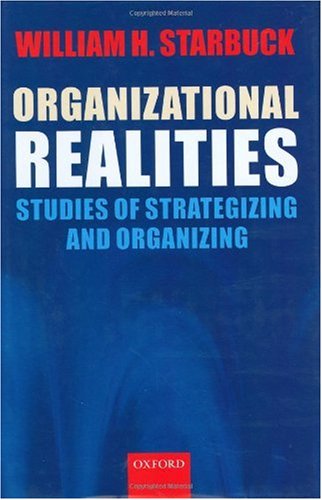 WILLIAM H. STARBUCK
ORGANIZATIONAL
REALITIES
STUDIES OF STRATEGIZING
AND ORGANIZING
OXFORD